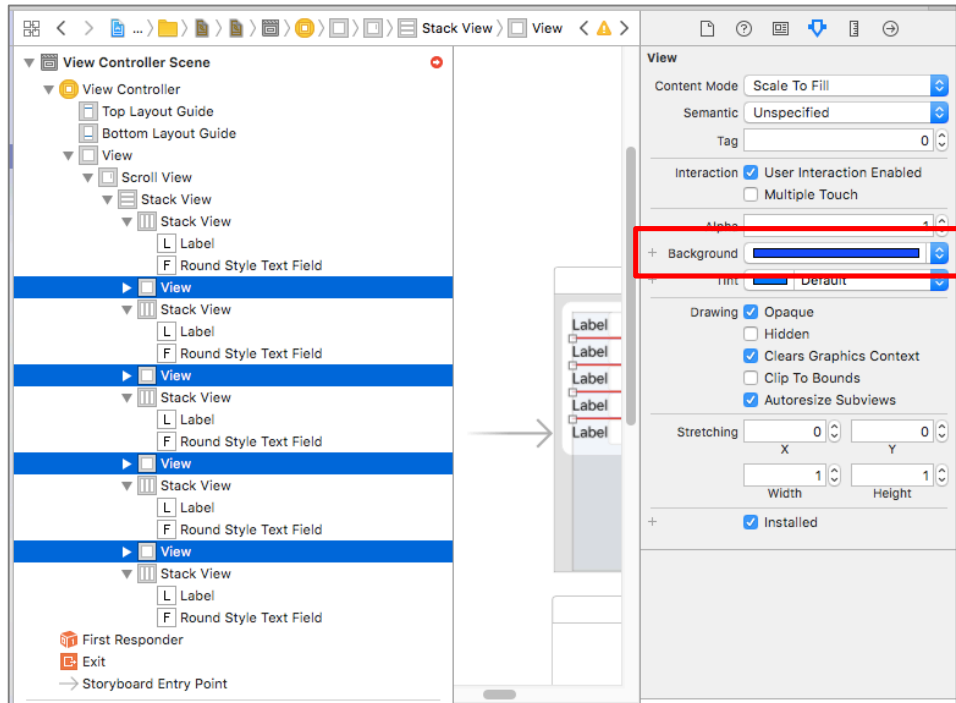 ... Stack View View
View Controller Scene
View Controller
Top Layout Guide
Bottom Layout Guide
View
Scroll View
Stack View
Stack View
L Label
F Round Style Text Field
View
Stack View
L Label
F Round Style Text Field
View
Stack View
L Label
F Round Style Text Field
View
Stack View
L Label
F Round Style Text Field
View
Stack View
L Label
F Round Style Text Field
First Responder
Exit
Storyboard Entry Point
Label
Label
Label
Label
Label
View
Content Mode Scale To Fill
Semantic Unspecified
Tag 0
Interaction User Interaction Enabled
Multiple Touch
Alpha 1
+ Background
+ Tint Default
Drawing Opaque
Hidden
Clears Graphics Context
Clip To Bounds
Autoresize Subviews
Stretching 0 0
X Y
1 1
Width Height
+ Installed